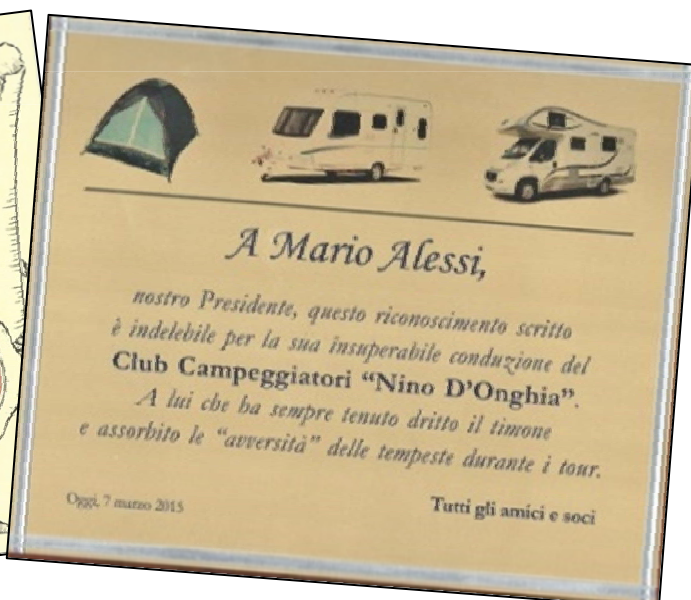 A Mario Alessi,
nostro Presidente, questo riconoscimento scritto
è indelebile per la sua insuperabile conduzione del
Club Campeggiatori “Nino D’Onghia”.
A lui che ha sempre tenuto dritto il timone
e assorbito le “avversità” delle tempeste durante i tour.
Oggi, 7 marzo 2015
Tutti gli amici e soci